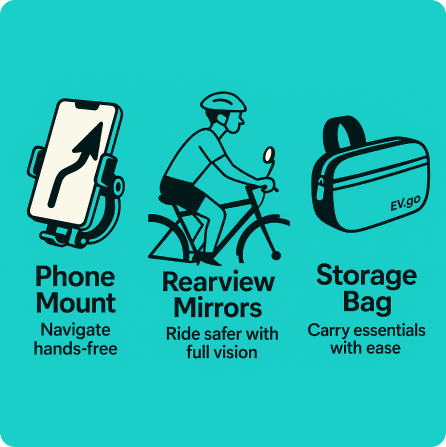 EV.go
Phone
Mount
Navigate
hands-free
Rearview
Mirrors
Ride safer with
full vision
Storage
Bag
Carry essentials
with ease